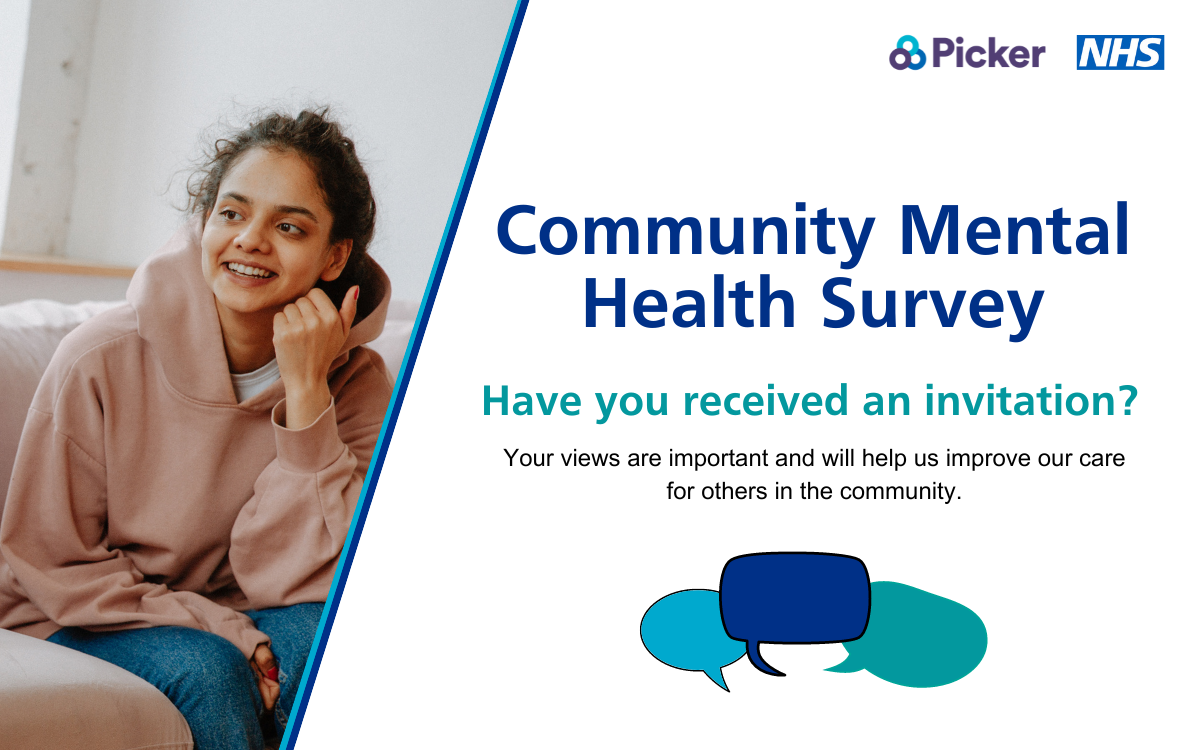 Picker NHS
Community Mental
Health Survey
Have you received an invitation?
Your views are important and will help us improve our care
for others in the community.